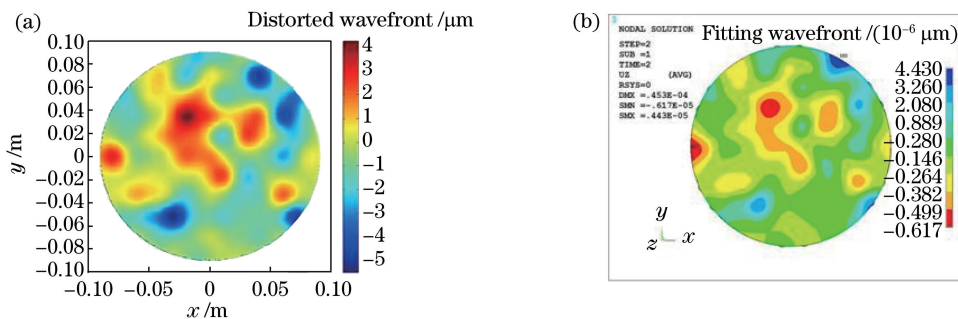 (a)
Distorted wavefront /μm
0.10
0.08
0.06
0.04
0.02
0
−0.02
−0.04
−0.06
−0.08
−0.10
y /m
−0.10
−0.05
0
0.05
0.10
x /m
4
3
2
1
0
−1
−2
−3
−4
−5
(b)
NODAL SOLUTION
STEP=2
SUB =1
TIME=2
UZ (AVG)
RSYS=0
DMX =.453E-04
SMN =-.617E-05
SMX =.443E-05
Fitting wavefront /(10⁻⁶ μm)
4.430
3.260
2.080
0.889
−0.280
−0.146
−0.264
−0.382
−0.499
−0.617
y
z x